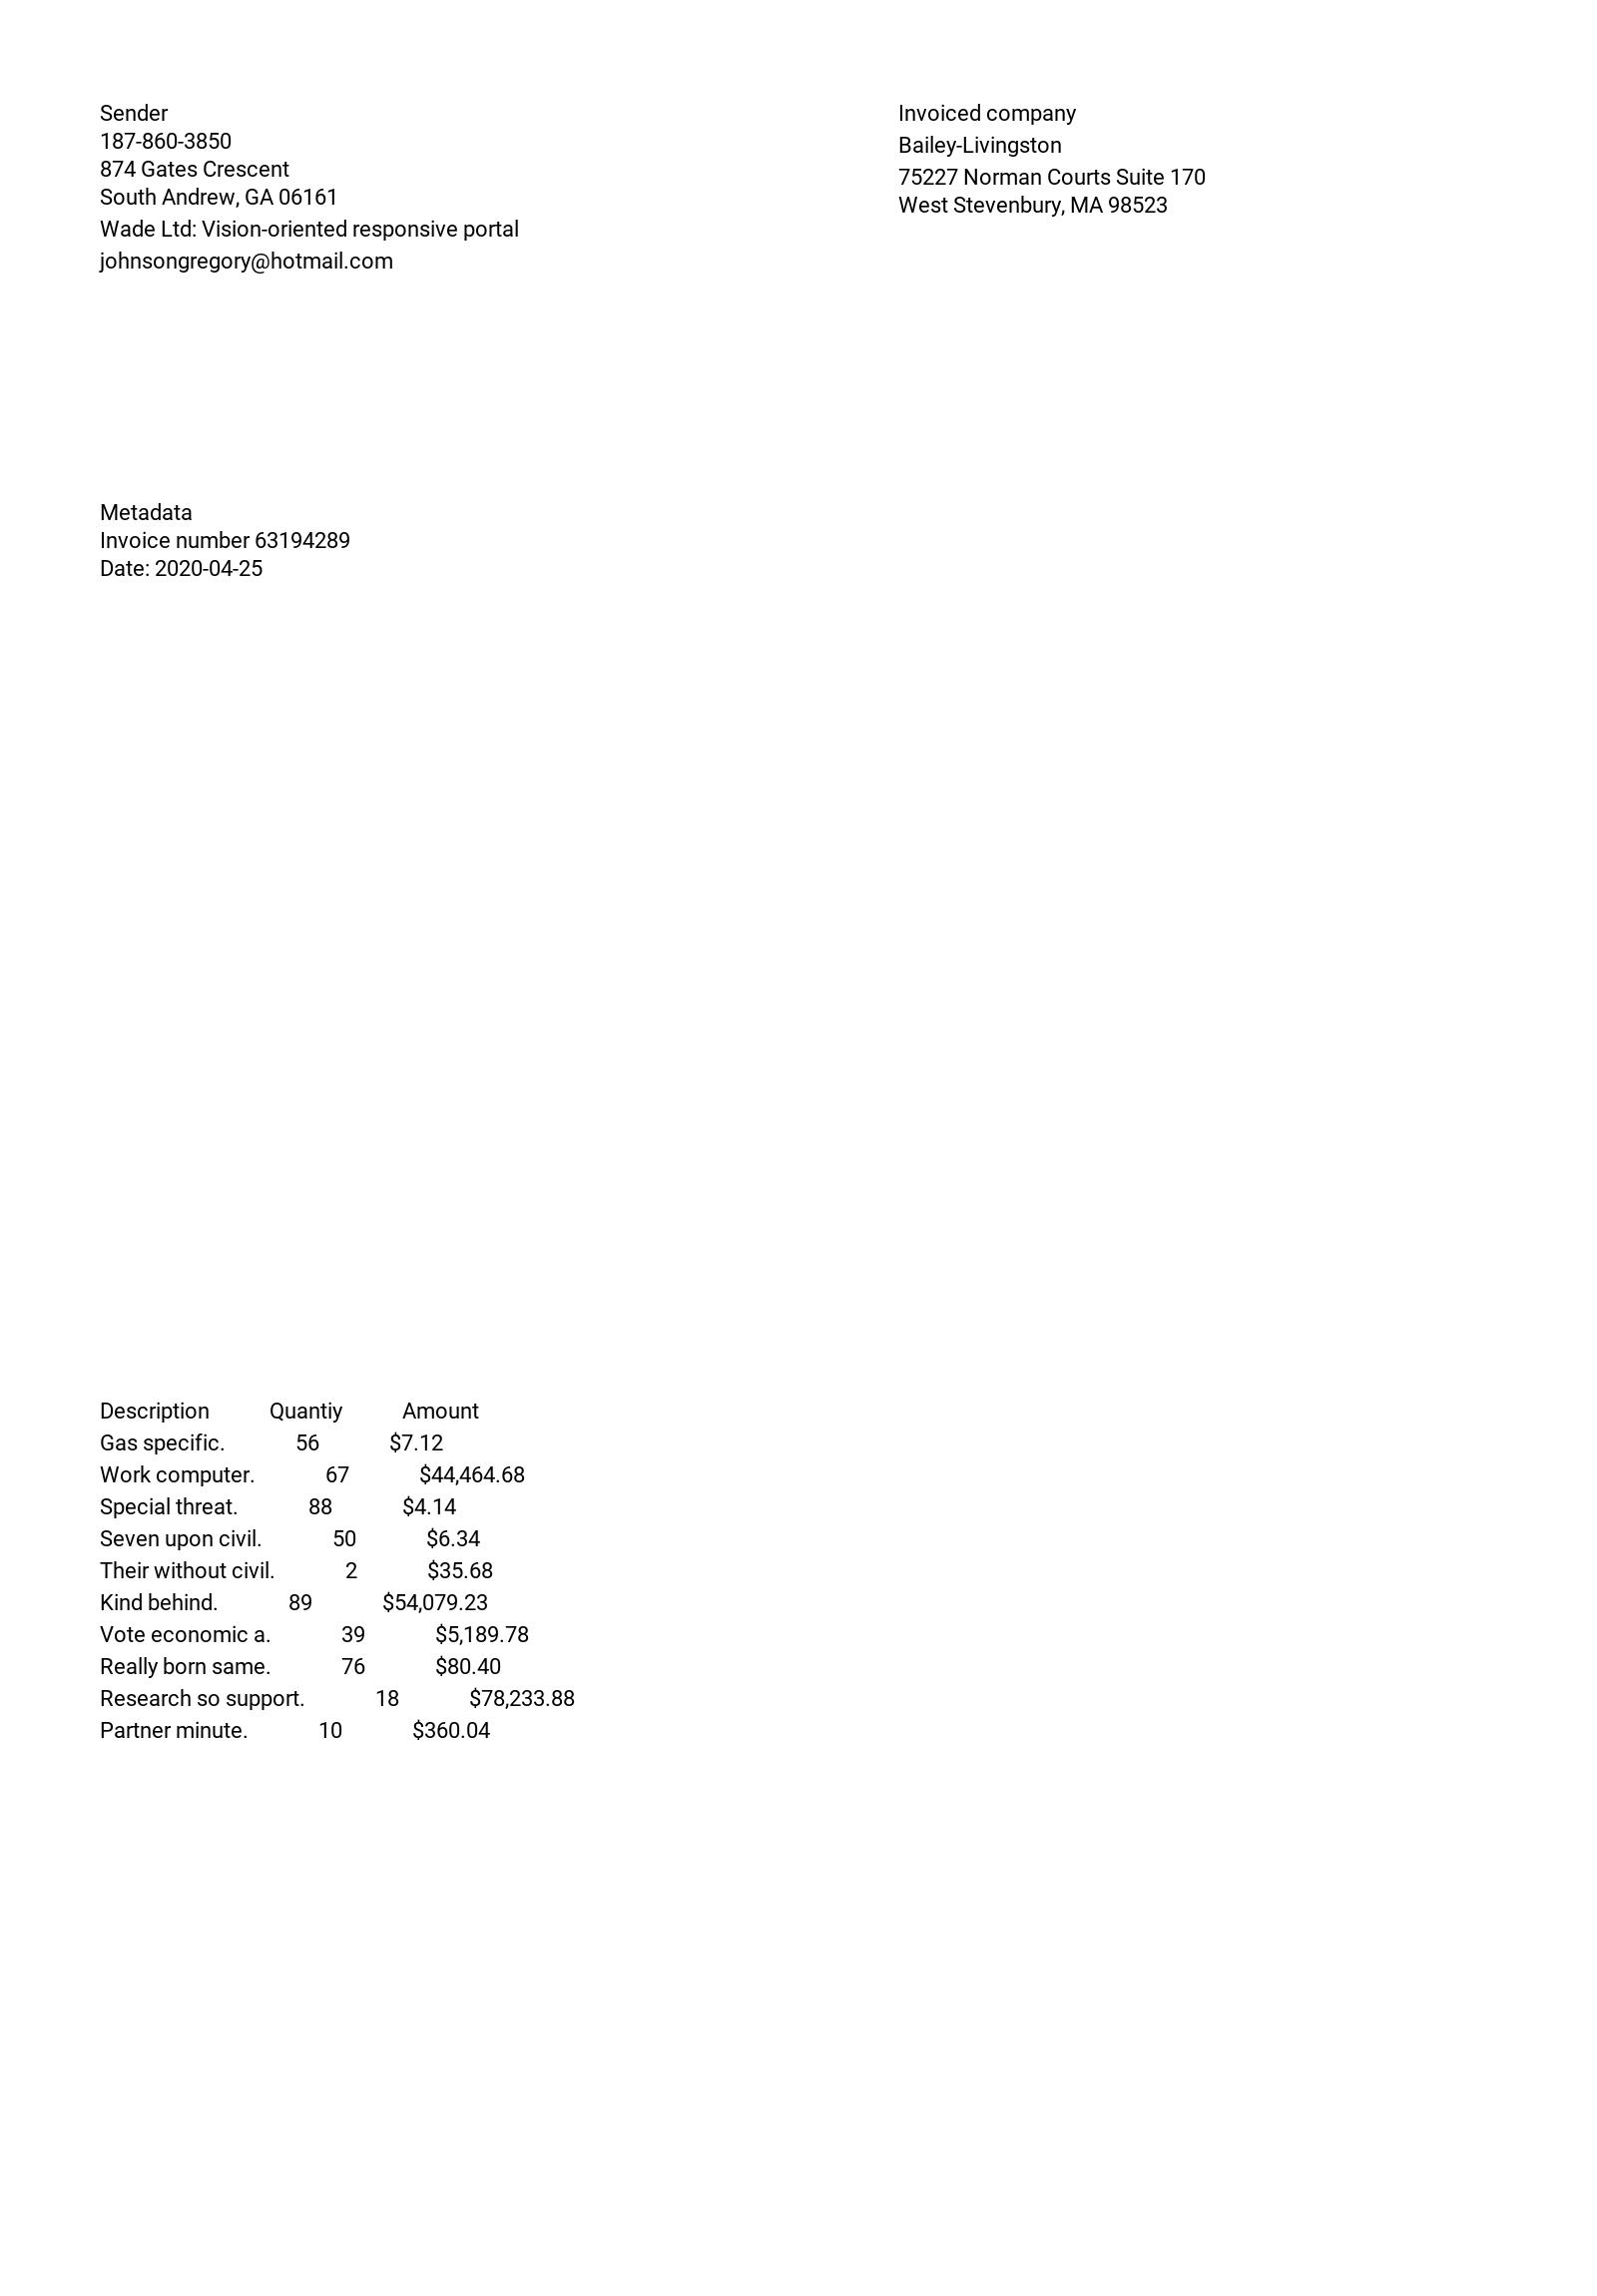 Sender
187-860-3850
874 Gates Crescent
South Andrew, GA 06161
Wade Ltd: Vision-oriented responsive portal
johnsongregory@hotmail.com
Invoiced company
Bailey-Livingston
75227 Norman Courts Suite 170
West Stevenbury, MA 98523
Metadata
Invoice number 63194289
Date: 2020-04-25
Description Quantiy Amount
Gas specific. 56 $7.12
Work computer. 67 $44,464.68
Special threat. 88 $4.14
Seven upon civil. 50 $6.34
Their without civil. 2 $35.68
Kind behind. 89 $54,079.23
Vote economic a. 39 $5,189.78
Really born same. 76 $80.40
Research so support. 18 $78,233.88
Partner minute. 10 $360.04